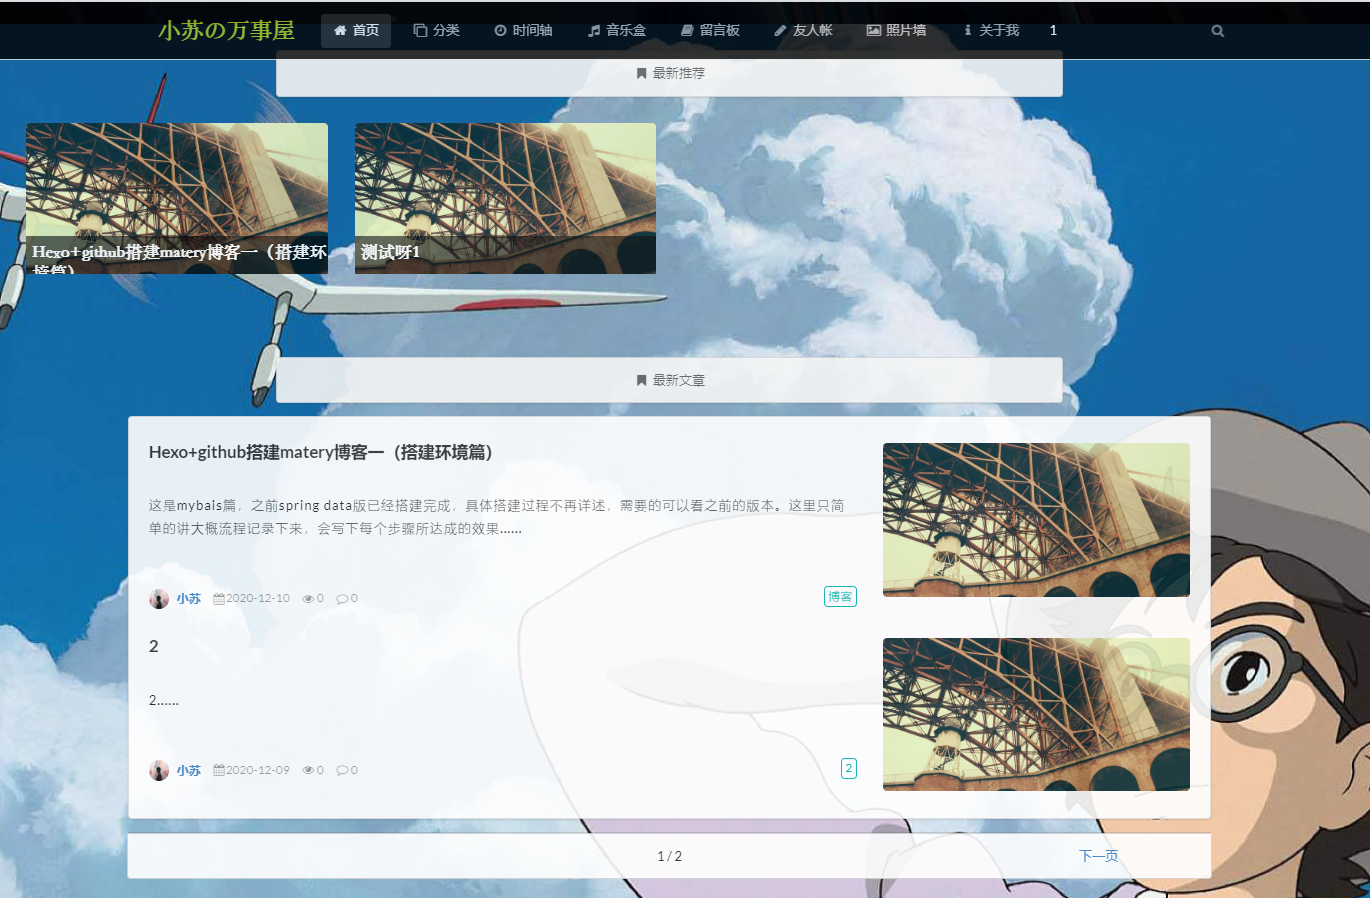 小苏の万事屋 首页 分类 时间轴 音乐盒 留言板 友人帐 照片墙 关于我 1
最新推荐
Hexo+github搭建matery博客一（搭建环
境篇）
测试呀1
最新文章
Hexo+github搭建matery博客一（搭建环境篇）
这是mybais篇，之前spring data版已经搭建完成，具体搭建过程不再详述，需要的可以看之前的版本。这里只简
单的讲大概流程记录下来，会写下每个步骤所达成的效果......
小苏 2020-12-10 0 0 博客
2
2......
小苏 2020-12-09 0 0 2
1 / 2 下一页